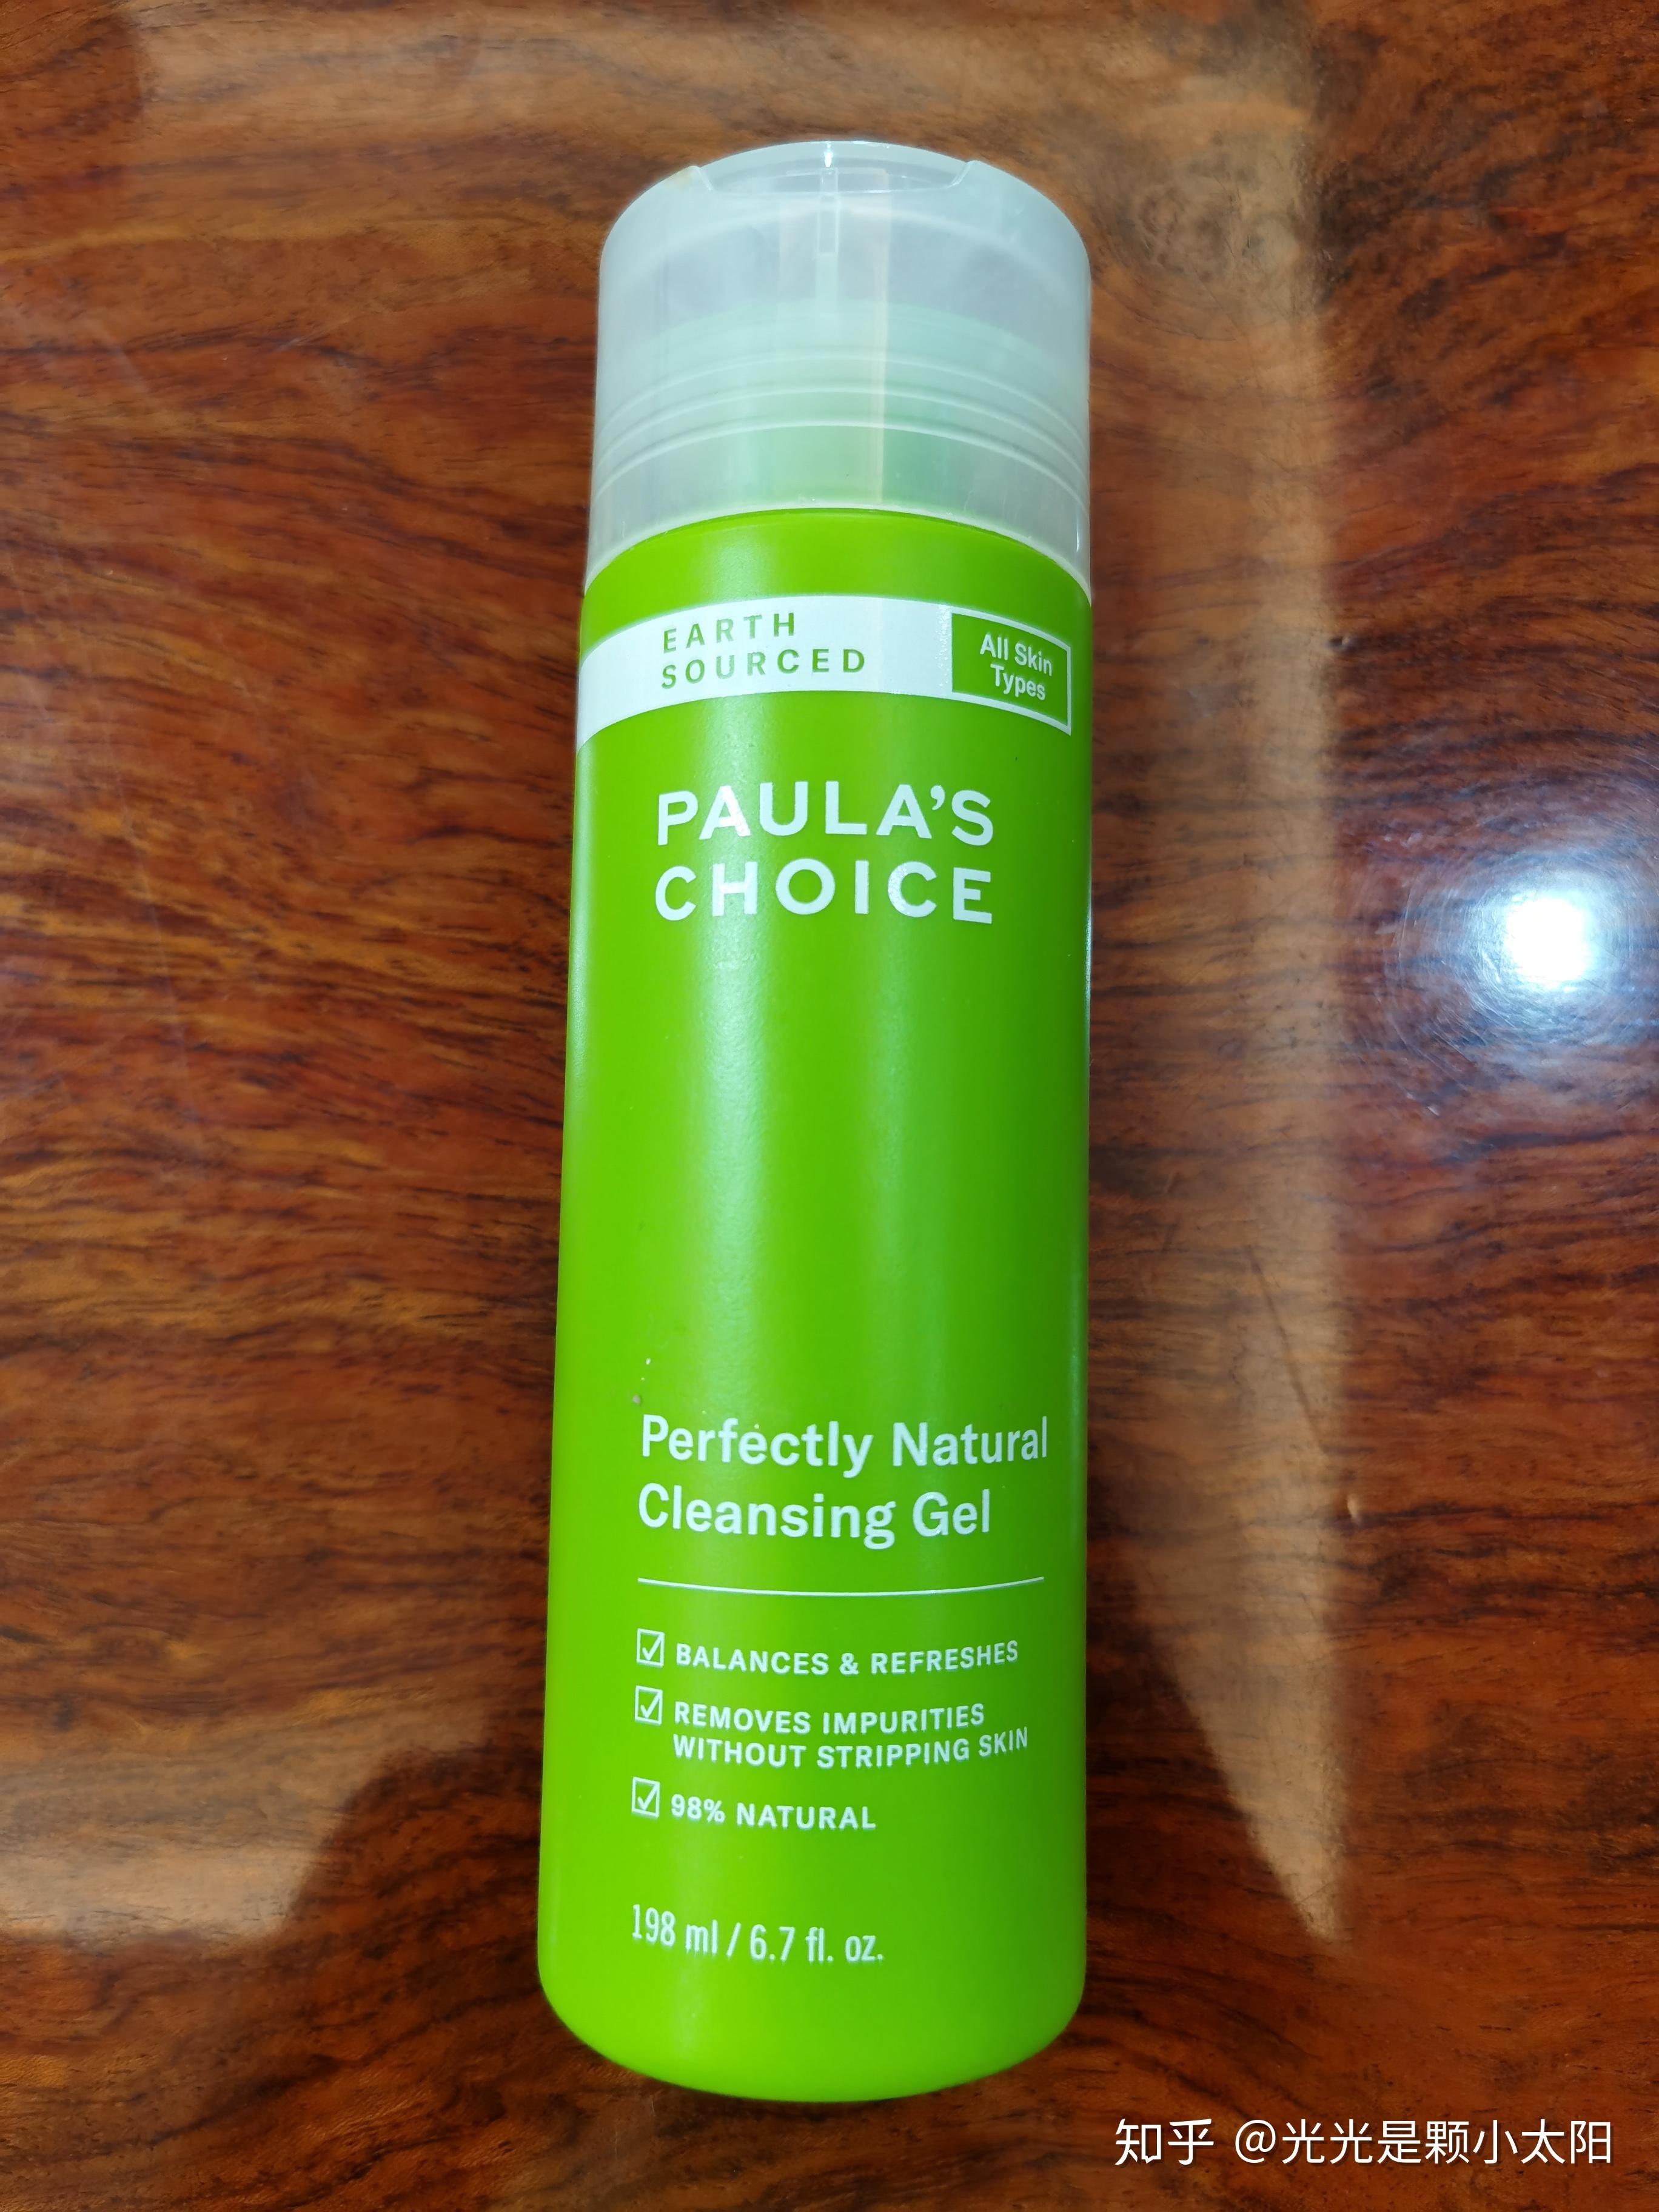 EARTH
SOURCED
All Skin
Types
PAULA'S
CHOICE
Perfectly Natural
Cleansing Gel
BALANCES & REFRESHES
REMOVES IMPURITIES
WITHOUT STRIPPING SKIN
98% NATURAL
198 ml / 6.7 fl. oz.
知乎 @光光是颗小太阳